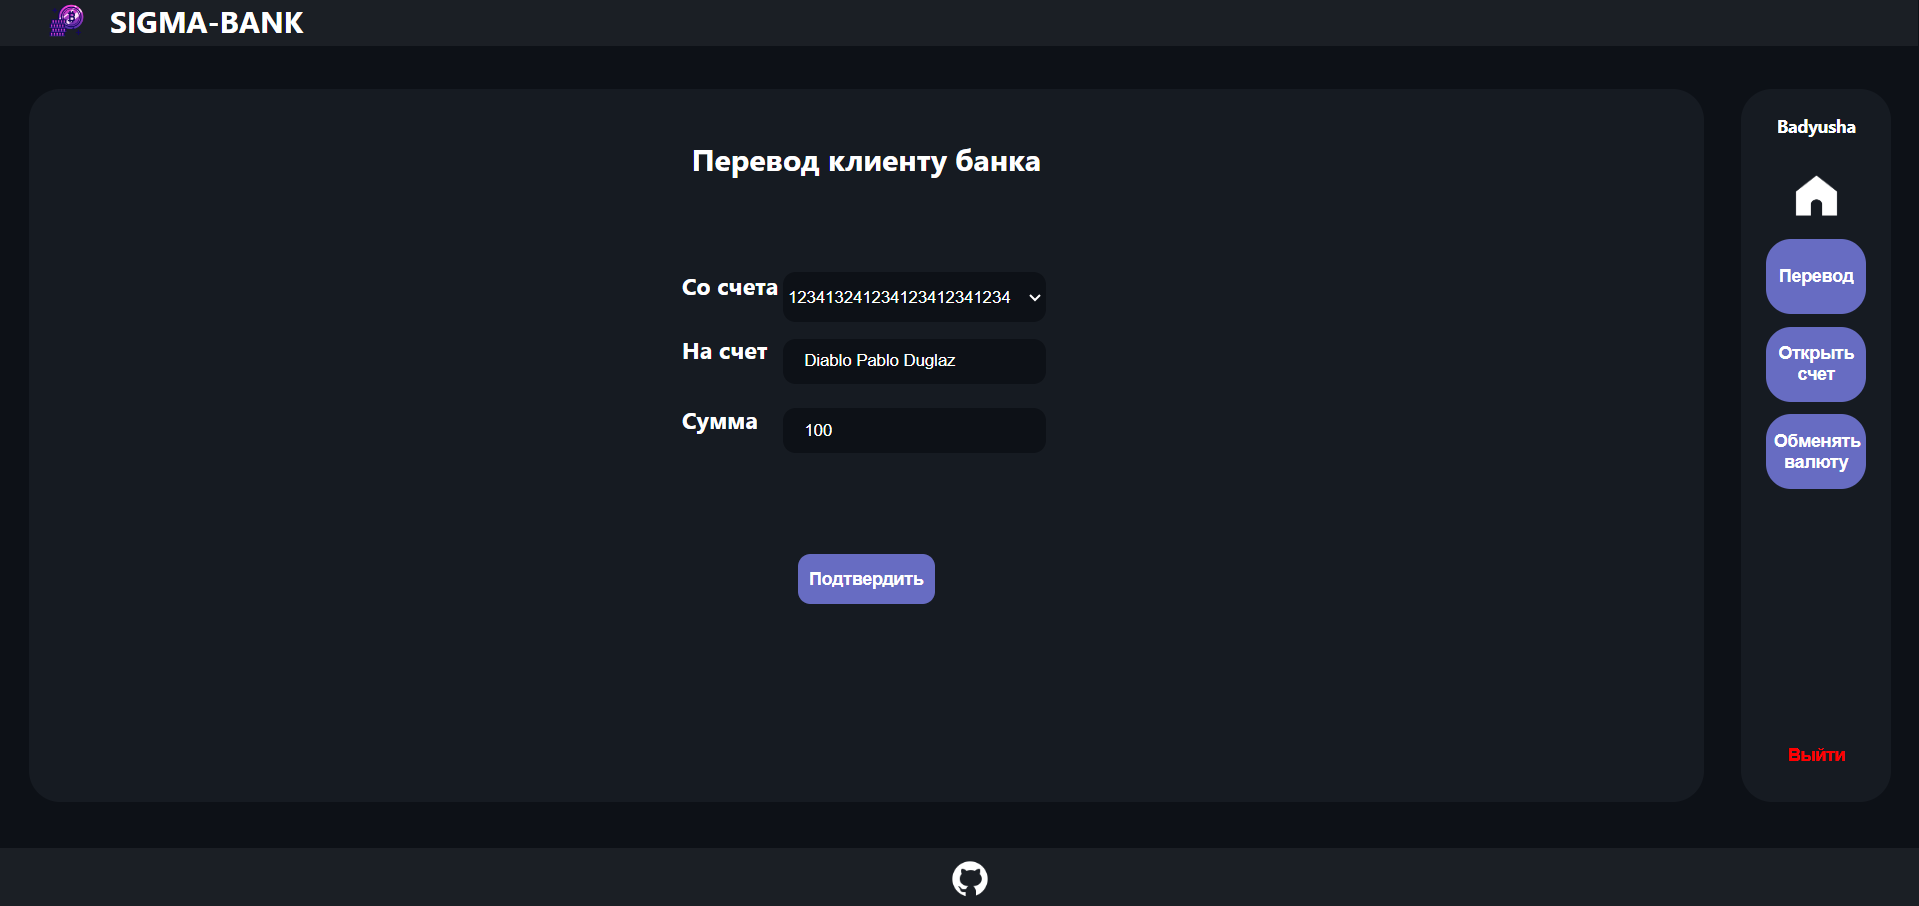 SIGMA-BANK
Перевод клиенту банка
Со счета
123413241234123412341234
На счет
Diablo Pablo Duglaz
Сумма
100
Подтвердить
Badyusha
Перевод
Открыть
счет
Обменять
валюту
Выйти